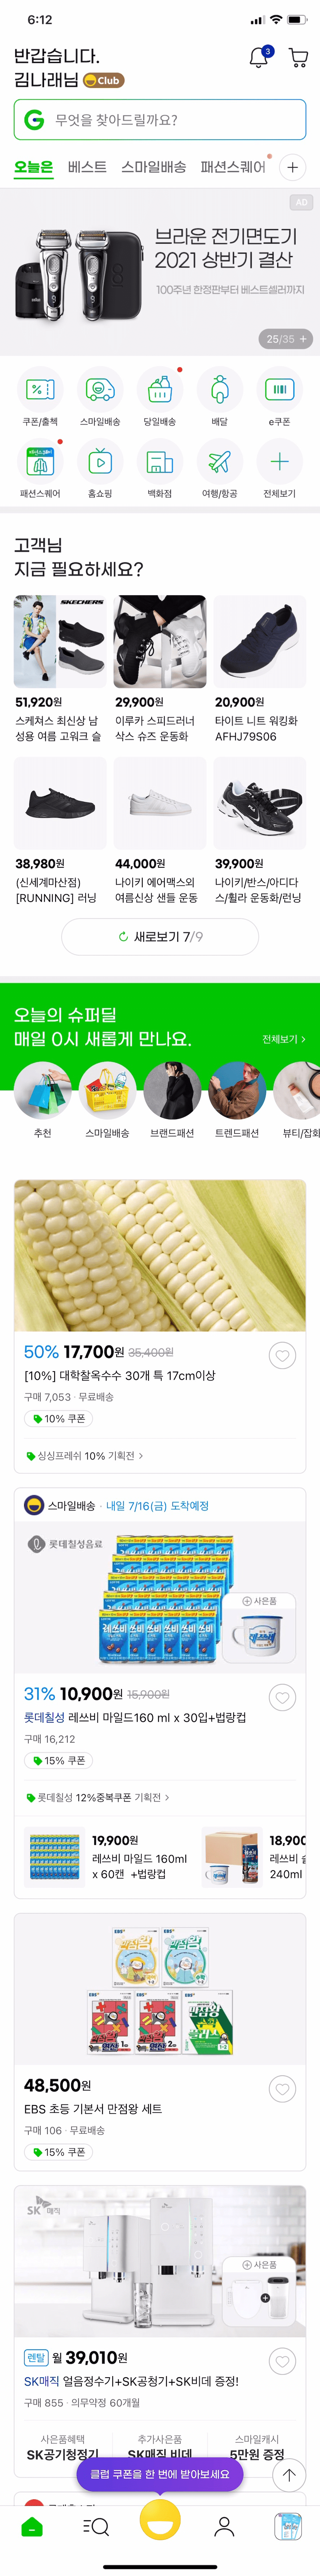 6:12
반갑습니다.
김나래님 Club
3
G 무엇을 찾아드릴까요?
오늘은 베스트 스마일배송 패션스퀘어
AD
브라운 전기면도기
2021 상반기 결산
100주년 한정판부터 베스트셀러까지
25/35 +
쿠폰/출첵 스마일배송 당일배송 배달 e쿠폰
패션스퀘어 홈쇼핑 백화점 여행/항공 전체보기
고객님
지금 필요하세요?
SKECHERS
51,920원 29,900원 20,900원
스케쳐스 최신상 남 이루카 스피드러너 타이트 니트 워킹화
성용 여름 고워크 슬 삭스 슈즈 운동화 AFHJ79S06
38,980원 44,000원 39,900원
(신세계마산점) 나이키 에어맥스외 나이키/반스/아디다
[RUNNING] 러닝 여름신상 샌들 운동 스/휠라 운동화/런닝
새로보기 7/9
오늘의 슈퍼딜
매일 0시 새롭게 만나요.
전체보기 >
추천 스마일배송 브랜드패션 트렌드패션 뷰티/잡화
50% 17,700원 35,400원
[10%] 대학찰옥수수 30개 특 17cm이상
구매 7,053 · 무료배송
10% 쿠폰
싱싱프레쉬 10% 기획전 >
스마일배송 · 내일 7/16(금) 도착예정
롯데칠성음료
사은품
레쓰비
31% 10,900원 15,900원
롯데칠성 레쓰비 마일드160 ml x 30입+법랑컵
구매 16,212
15% 쿠폰
롯데칠성 12%중복쿠폰 기획전 >
19,900원 18,900
레쓰비 마일드 160ml 레쓰비
x 60캔 +법랑컵 240ml
EBS EBS
만점왕 만점왕
EBS EBS EBS
48,500원
EBS 초등 기본서 만점왕 세트
구매 106 · 무료배송
15% 쿠폰
SK매직
사은품
렌탈 월 39,010원
SK매직 얼음정수기+SK공청기+SK비데 증정!
구매 855 · 의무약정 60개월
사은품혜택 추가사은품 스마일캐시
SK공기청정기 SK매직 비데 5만원 증정
클럽 쿠폰을 한 번에 받아보세요